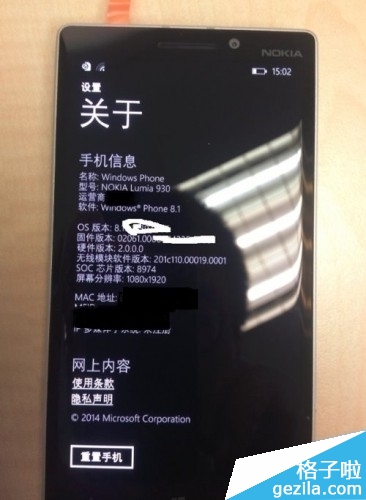 NOKIA
15:02
设置
关于
手机信息
名称: Windows Phone
型号: NOKIA Lumia 930
运营商
软件: Windows® Phone 8.1
OS 版本: 8.1
固件版本: 02061.00
硬件版本: 2.0.0.0
无线模块软件版本: 201c110.00019.0001
SOC 芯片版本: 8974
屏幕分辨率: 1080x1920
MAC 地址:
网上内容
使用条款
隐私声明
© 2014 Microsoft Corporation
重置手机
格子啦
gezila.com